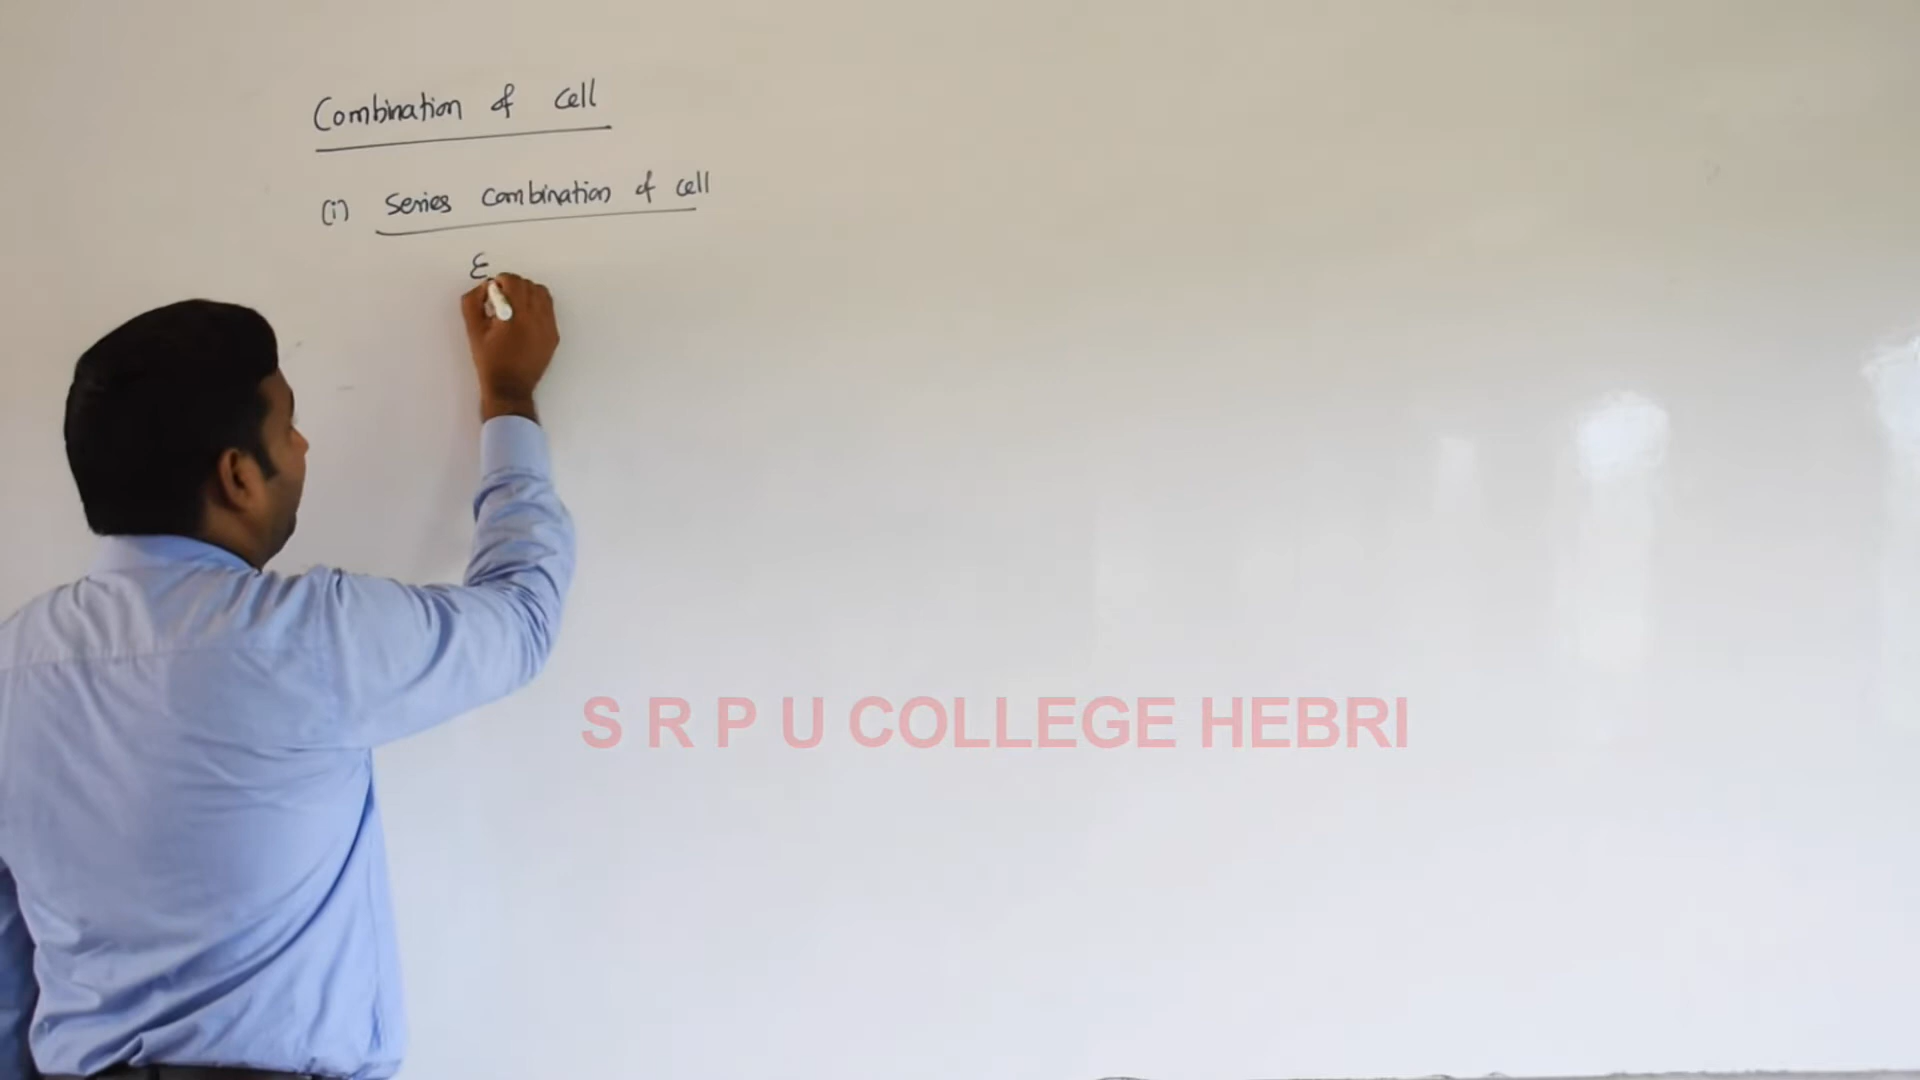 Combination of cell
(i) Series combination of cell
ε
S R P U COLLEGE HEBRI